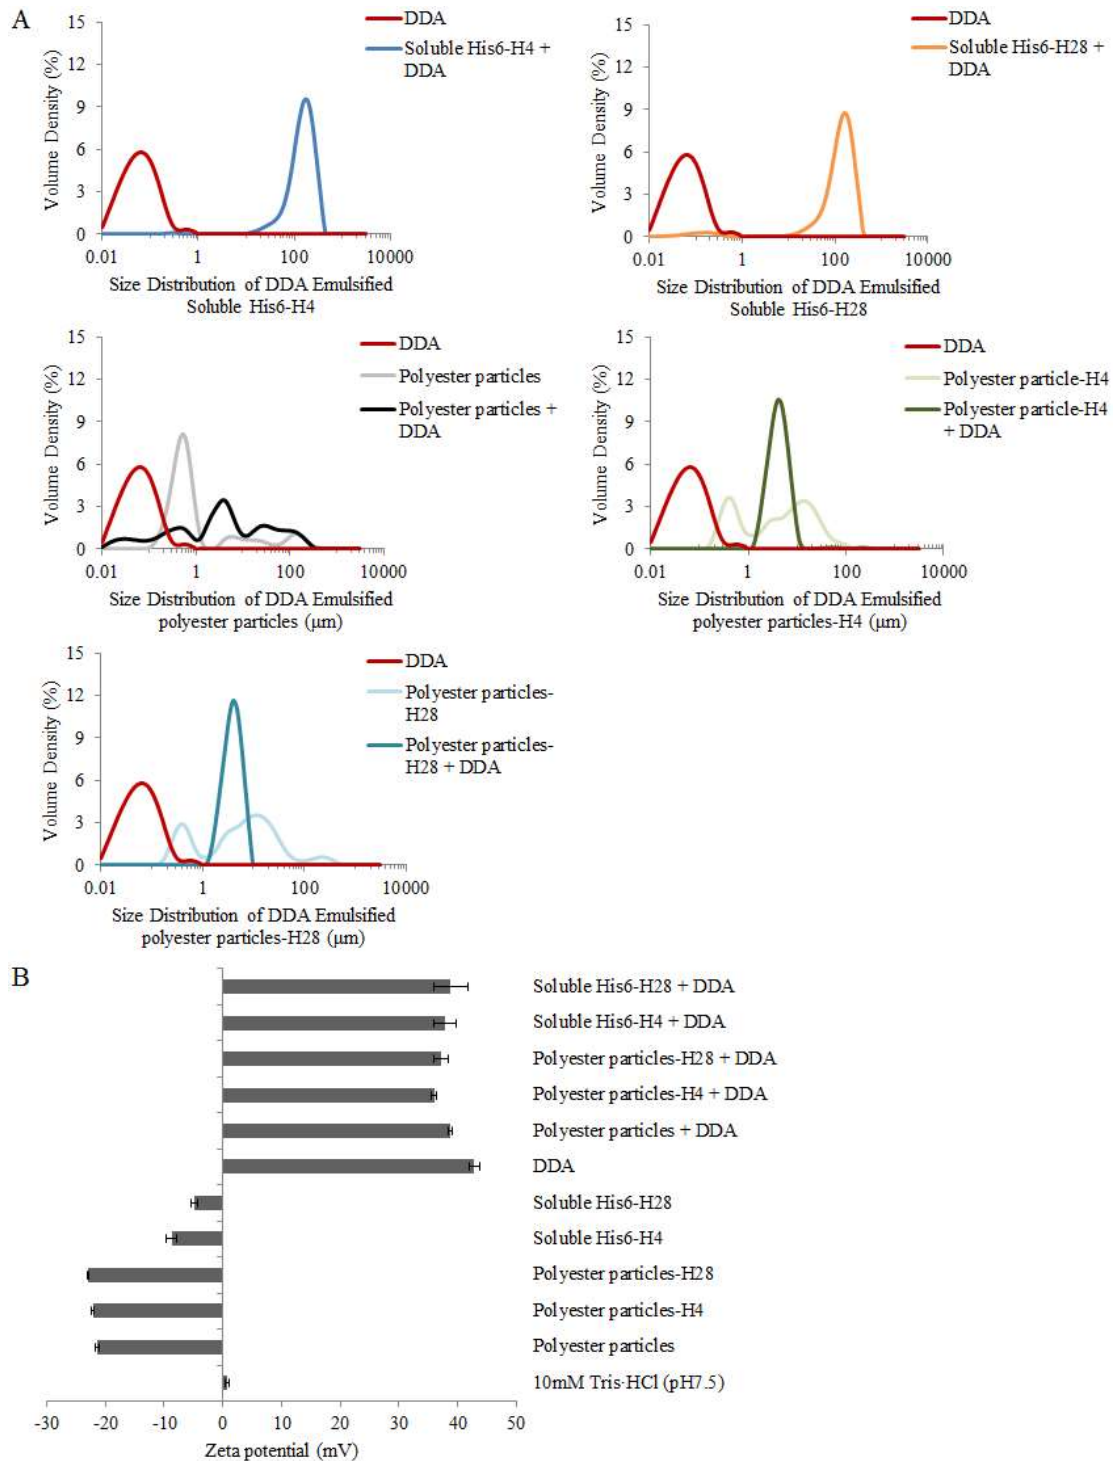 A
15
12
9
6
3
0
Volume Density (%)
0.01 1 100 10000
Size Distribution of DDA Emulsified
Soluble His6-H4
DDA
Soluble His6-H4 +
DDA
15
12
9
6
3
0
Volume Density (%)
0.01 1 100 10000
Size Distribution of DDA Emulsified
Soluble His6-H28
DDA
Soluble His6-H28 +
DDA
15
12
9
6
3
0
Volume Density (%)
0.01 1 100 10000
Size Distribution of DDA Emulsified
polyester particles (μm)
DDA
Polyester particles
Polyester particles +
DDA
15
12
9
6
3
0
Volume Density (%)
0.01 1 100 10000
Size Distribution of DDA Emulsified
polyester particles-H4 (μm)
DDA
Polyester particle-H4
Polyester particle-H4
+ DDA
15
12
9
6
3
0
Volume Density (%)
0.01 1 100 10000
Size Distribution of DDA Emulsified
polyester particles-H28 (μm)
DDA
Polyester particles-
H28
Polyester particles-
H28 + DDA
B
Soluble His6-H28 + DDA
Soluble His6-H4 + DDA
Polyester particles-H28 + DDA
Polyester particles-H4 + DDA
Polyester particles + DDA
DDA
Soluble His6-H28
Soluble His6-H4
Polyester particles-H28
Polyester particles-H4
Polyester particles
10mM Tris·HCl (pH7.5)
-30 -20 -10 0 10 20 30 40 50
Zeta potential (mV)